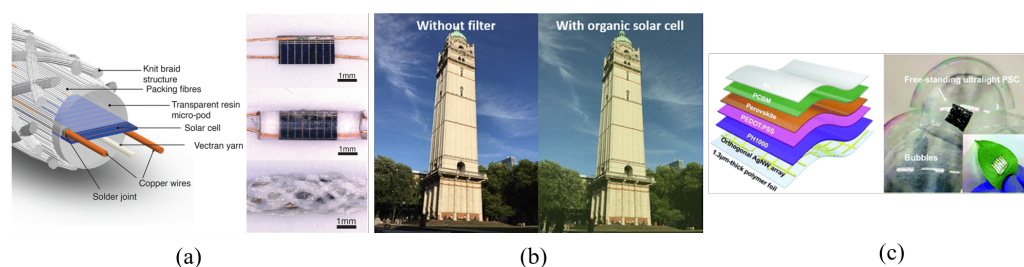 Knit braid
structure
Packing fibres
Transparent resin
micro-pod
Solar cell
Vectran yarn
Copper wires
Solder joint
1mm
1mm
1mm
(a)
Without filter
With organic solar cell
(b)
PCBM
Perovskite
PEDOT:PSS
PH1000
Orthogonal AgNW array
1.3μm-thick polymer foil
Free-standing ultralight PSC
Bubbles
(c)